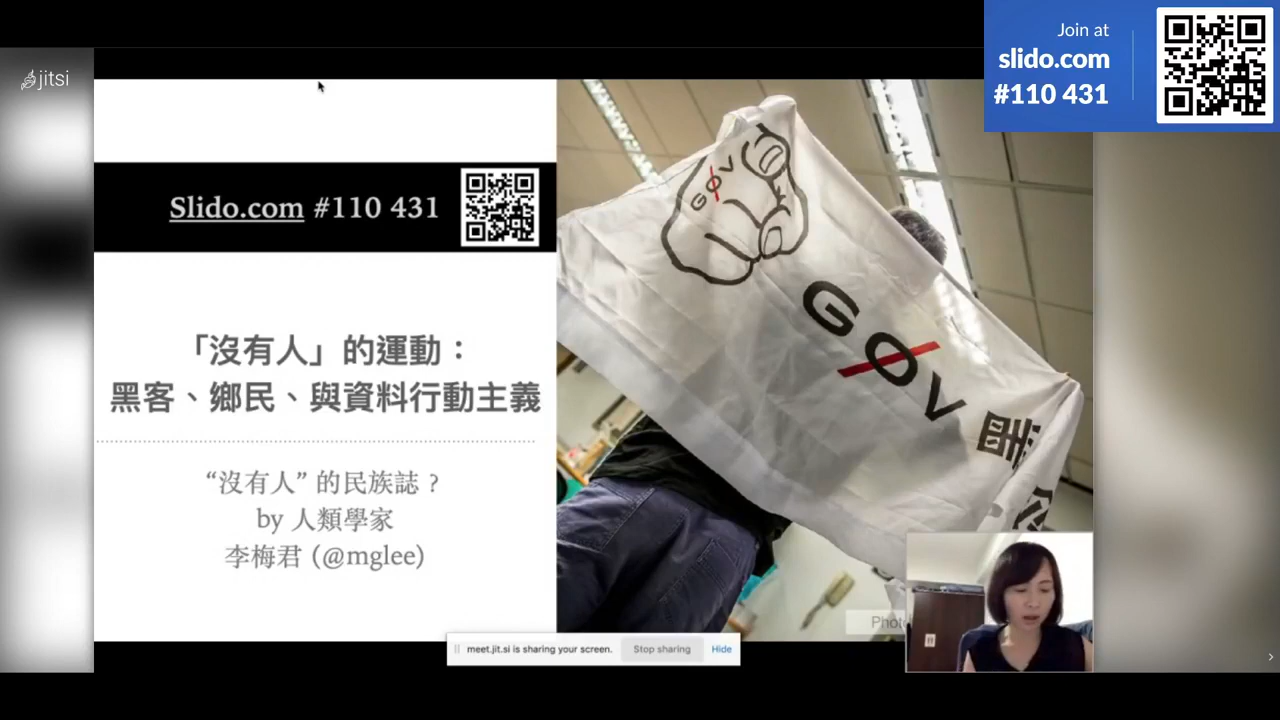 Join at
slido.com
#110 431
jitsi
Slido.com #110 431
「沒有人」的運動：
黑客、鄉民、與資料行動主義
“沒有人” 的民族誌 ?
by 人類學家
李梅君 (@mglee)
GOV
GOV
meet.jit.si is sharing your screen.
Stop sharing
Hide